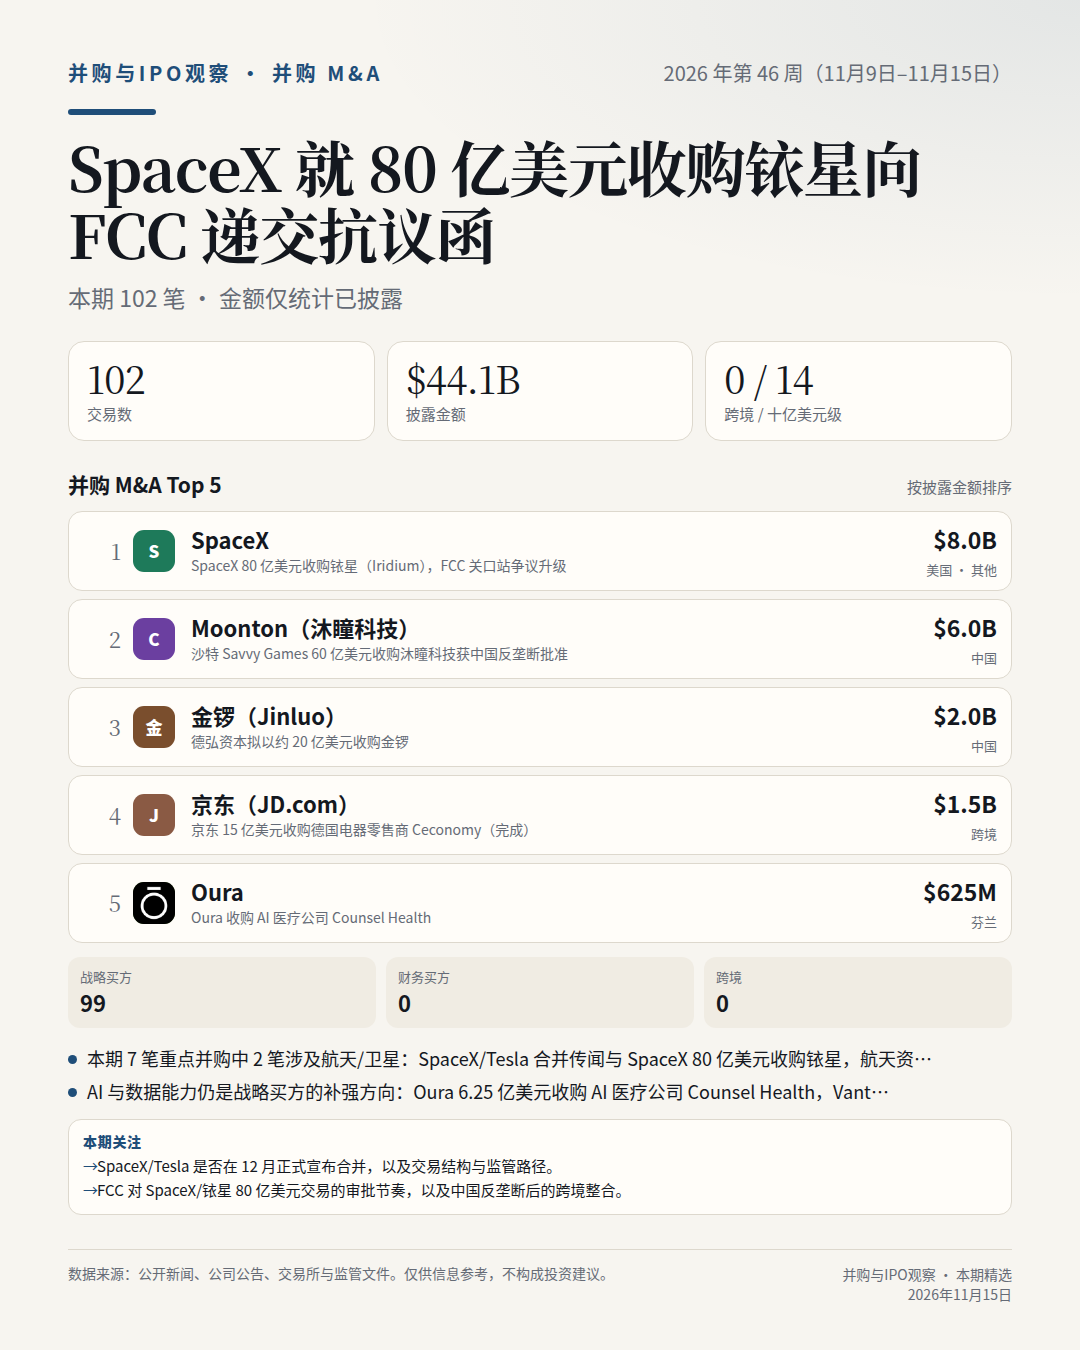 并购与IPO观察 · 并购 M&A
2026 年第 46 周（11月9日–11月15日）
SpaceX 就 80 亿美元收购铱星向
FCC 递交抗议函
本期 102 笔 · 金额仅统计已披露
102
交易数
$44.1B
披露金额
0 / 14
跨境 / 十亿美元级
并购 M&A Top 5
按披露金额排序
1
S
SpaceX
SpaceX 80 亿美元收购铱星（Iridium），FCC 关口站争议升级
$8.0B
美国 · 其他
2
C
Moonton（沐瞳科技）
沙特 Savvy Games 60 亿美元收购沐瞳科技获中国反垄断批准
$6.0B
中国
3
金
金锣（Jinluo）
德弘资本拟以约 20 亿美元收购金锣
$2.0B
中国
4
J
京东（JD.com）
京东 15 亿美元收购德国电器零售商 Ceconomy（完成）
$1.5B
跨境
5
Oura
Oura 收购 AI 医疗公司 Counsel Health
$625M
芬兰
战略买方
99
财务买方
0
跨境
0
本期 7 笔重点并购中 2 笔涉及航天/卫星：SpaceX/Tesla 合并传闻与 SpaceX 80 亿美元收购铱星，航天资…
AI 与数据能力仍是战略买方的补强方向：Oura 6.25 亿美元收购 AI 医疗公司 Counsel Health，Vant…
本期关注
→SpaceX/Tesla 是否在 12 月正式宣布合并，以及交易结构与监管路径。
→FCC 对 SpaceX/铱星 80 亿美元交易的审批节奏，以及中国反垄断后的跨境整合。
数据来源：公开新闻、公司公告、交易所与监管文件。仅供信息参考，不构成投资建议。
并购与IPO观察 · 本期精选
2026年11月15日